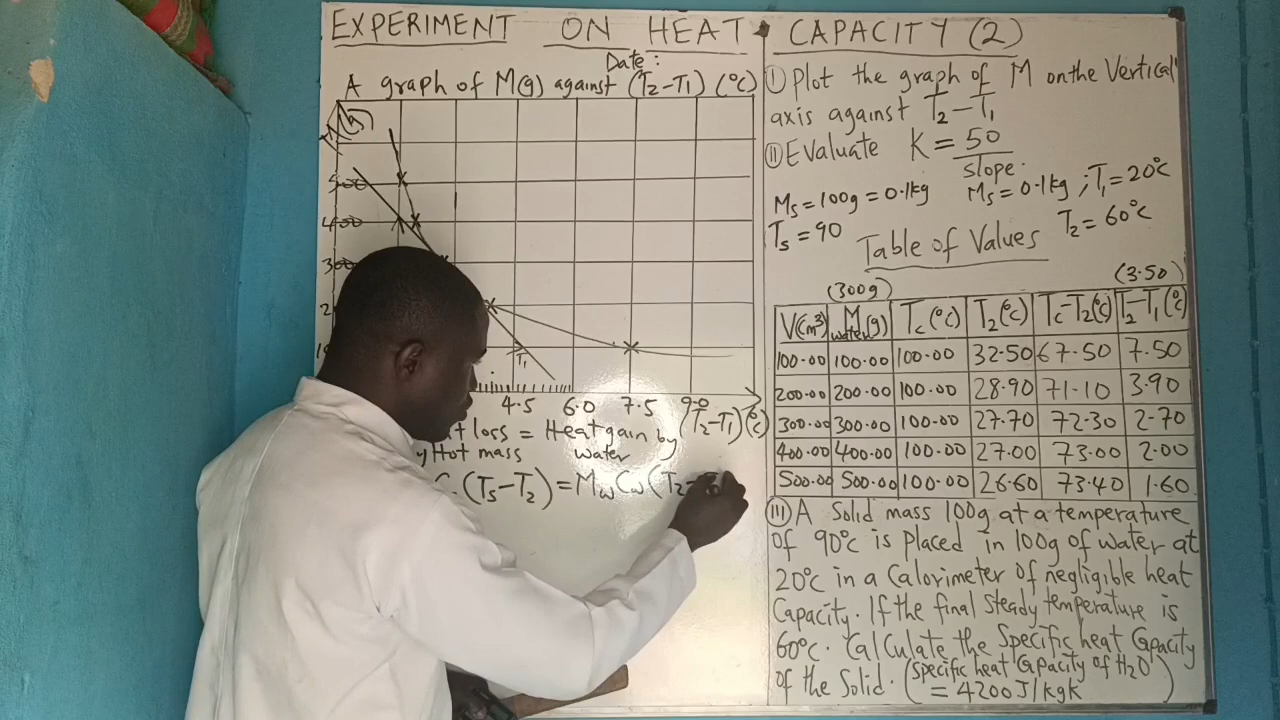 EXPERIMENT ON HEAT CAPACITY (2)
Date:
A graph of M(g) against (T2-T1) (°C)
500
400
300
4.5 6.0 7.5 9.0
(T2-T1)(°C)
T1
loss = Heat gain by
Hot mass water
(Ts-T2) = MwCw(T2-
(I) Plot the graph of M on the Vertical
axis against T2-T1
(II) Evaluate K = 50
slope.
Ms = 100g = 0.1kg Ms = 0.1kg ; T1 = 20°C
Ts = 90 T2 = 60°C
Table of Values
(300g) (3.50)
V(Cm³) M water(g) Tc(°C) T2(°C) Tc-T2(°C) T2-T1(°C)
100.00 100.00 100.00 32.50 67.50 7.50
200.00 200.00 100.00 28.90 71.10 3.90
300.00 300.00 100.00 27.70 72.30 2.70
400.00 400.00 100.00 27.00 73.00 2.00
500.00 500.00 100.00 26.60 73.40 1.60
(III) A Solid mass 100g at a temperature
of 90°C is placed in 100g of water at
20°C in a Calorimeter of negligible heat
Capacity. If the final steady temperature is
60°C. Calculate the Specific heat Capacity
of the Solid. (Specific heat Capacity of H2O
= 4200J/kgK )